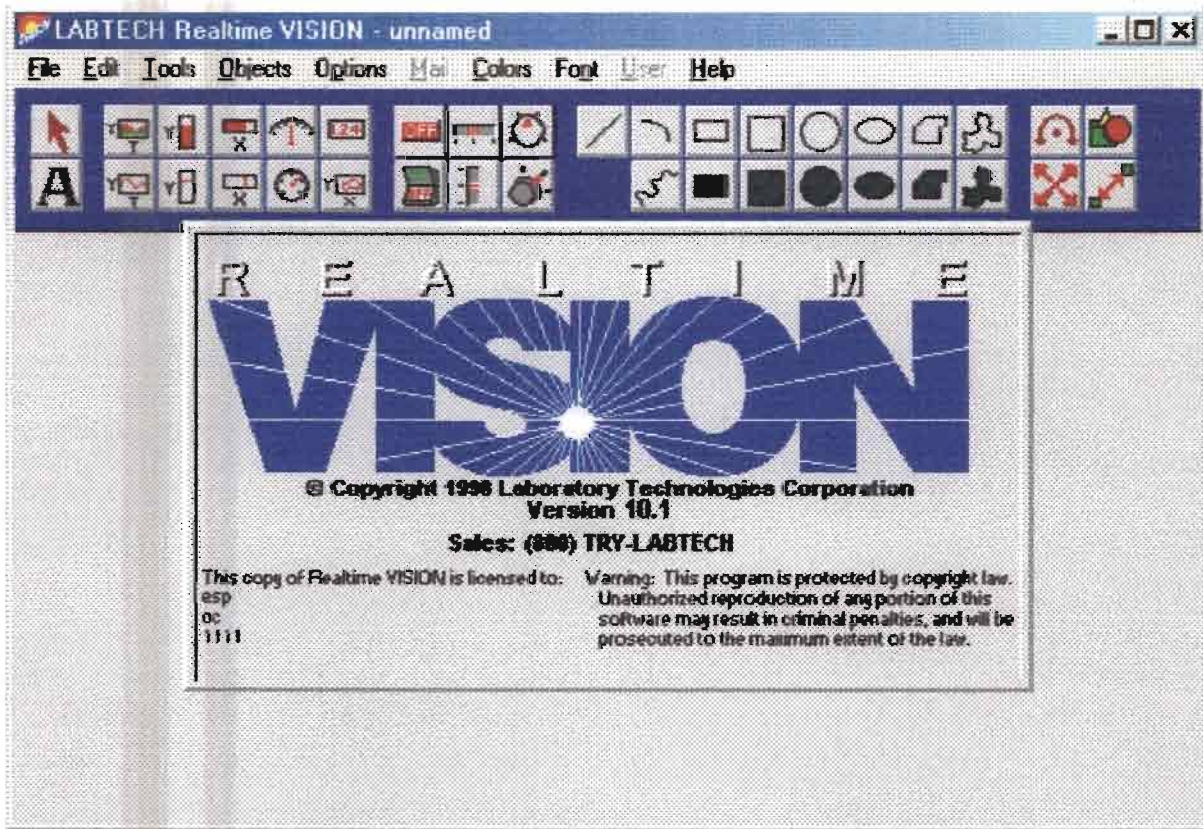 LABTECH Realtime VISION - unnamed
File Edit Tools Objects Options Mai Colors Font User Help
REALTIME
VISION
© Copyright 1998 Laboratory Technologies Corporation
Version 10.1
Sales: (800) TRY-LABTECH
This copy of Realtime VISION is licensed to:
esp
oc
1111
Warning: This program is protected by copyright law.
Unauthorized reproduction of any portion of this
software may result in criminal penalties, and will be
prosecuted to the maximum extent of the law.